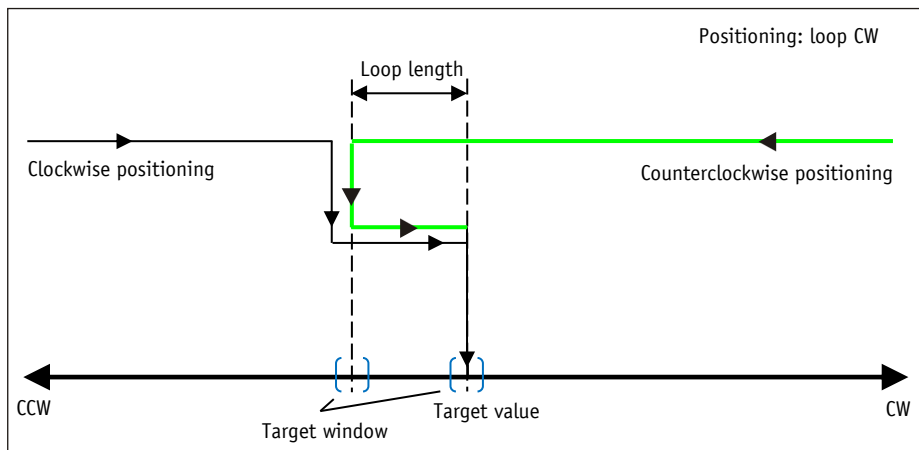 Positioning: loop CW
Loop length
Clockwise positioning
Counterclockwise positioning
CCW
Target value
CW
Target window